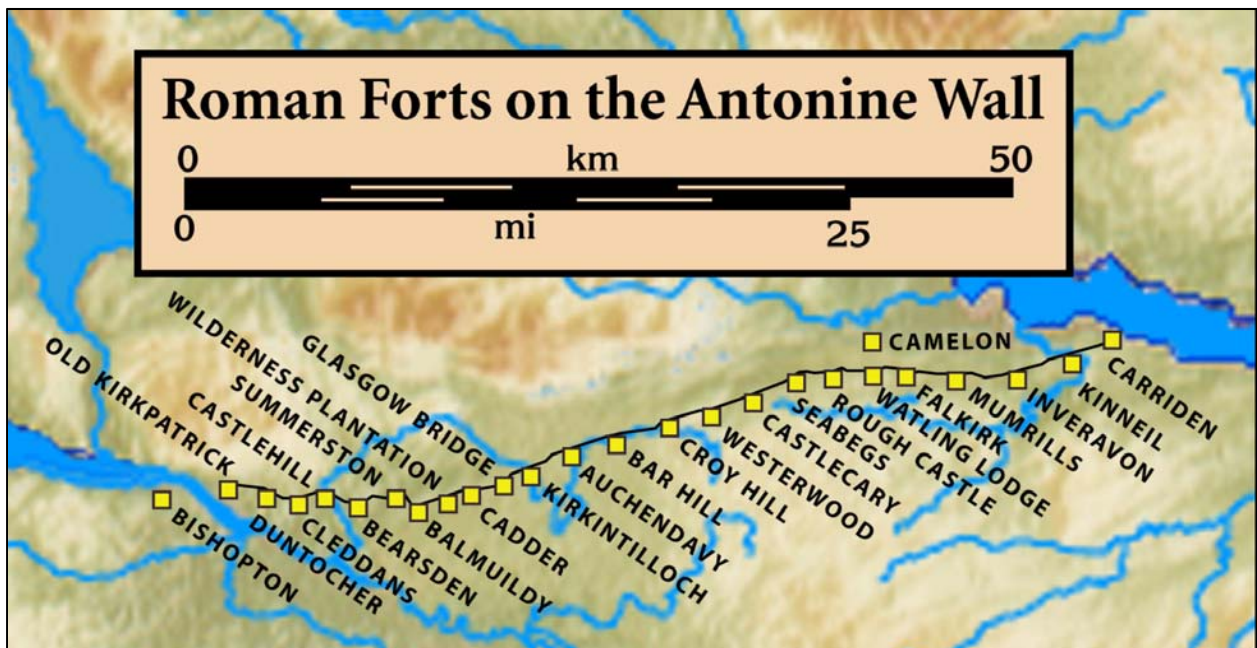 Roman Forts on the Antonine Wall
0 km 50
0 mi 25
GLASGOW BRIDGE
WILDERNESS PLANTATION
SUMMERSTON
CASTLEHILL
OLD KIRKPATRICK
CAMELON
CARRIDEN
KINNEIL
INVERAVON
MUMRILLS
FALKIRK
WATLING LODGE
ROUGH CASTLE
SEABEGS
CASTLECARY
WESTERWOOD
CROY HILL
BAR HILL
AUCHENDAVY
KIRKINTILLOCH
CADDER
BALMUILDY
BEARSDEN
CLEDDANS
DUNTOCHER
BISHOPTON